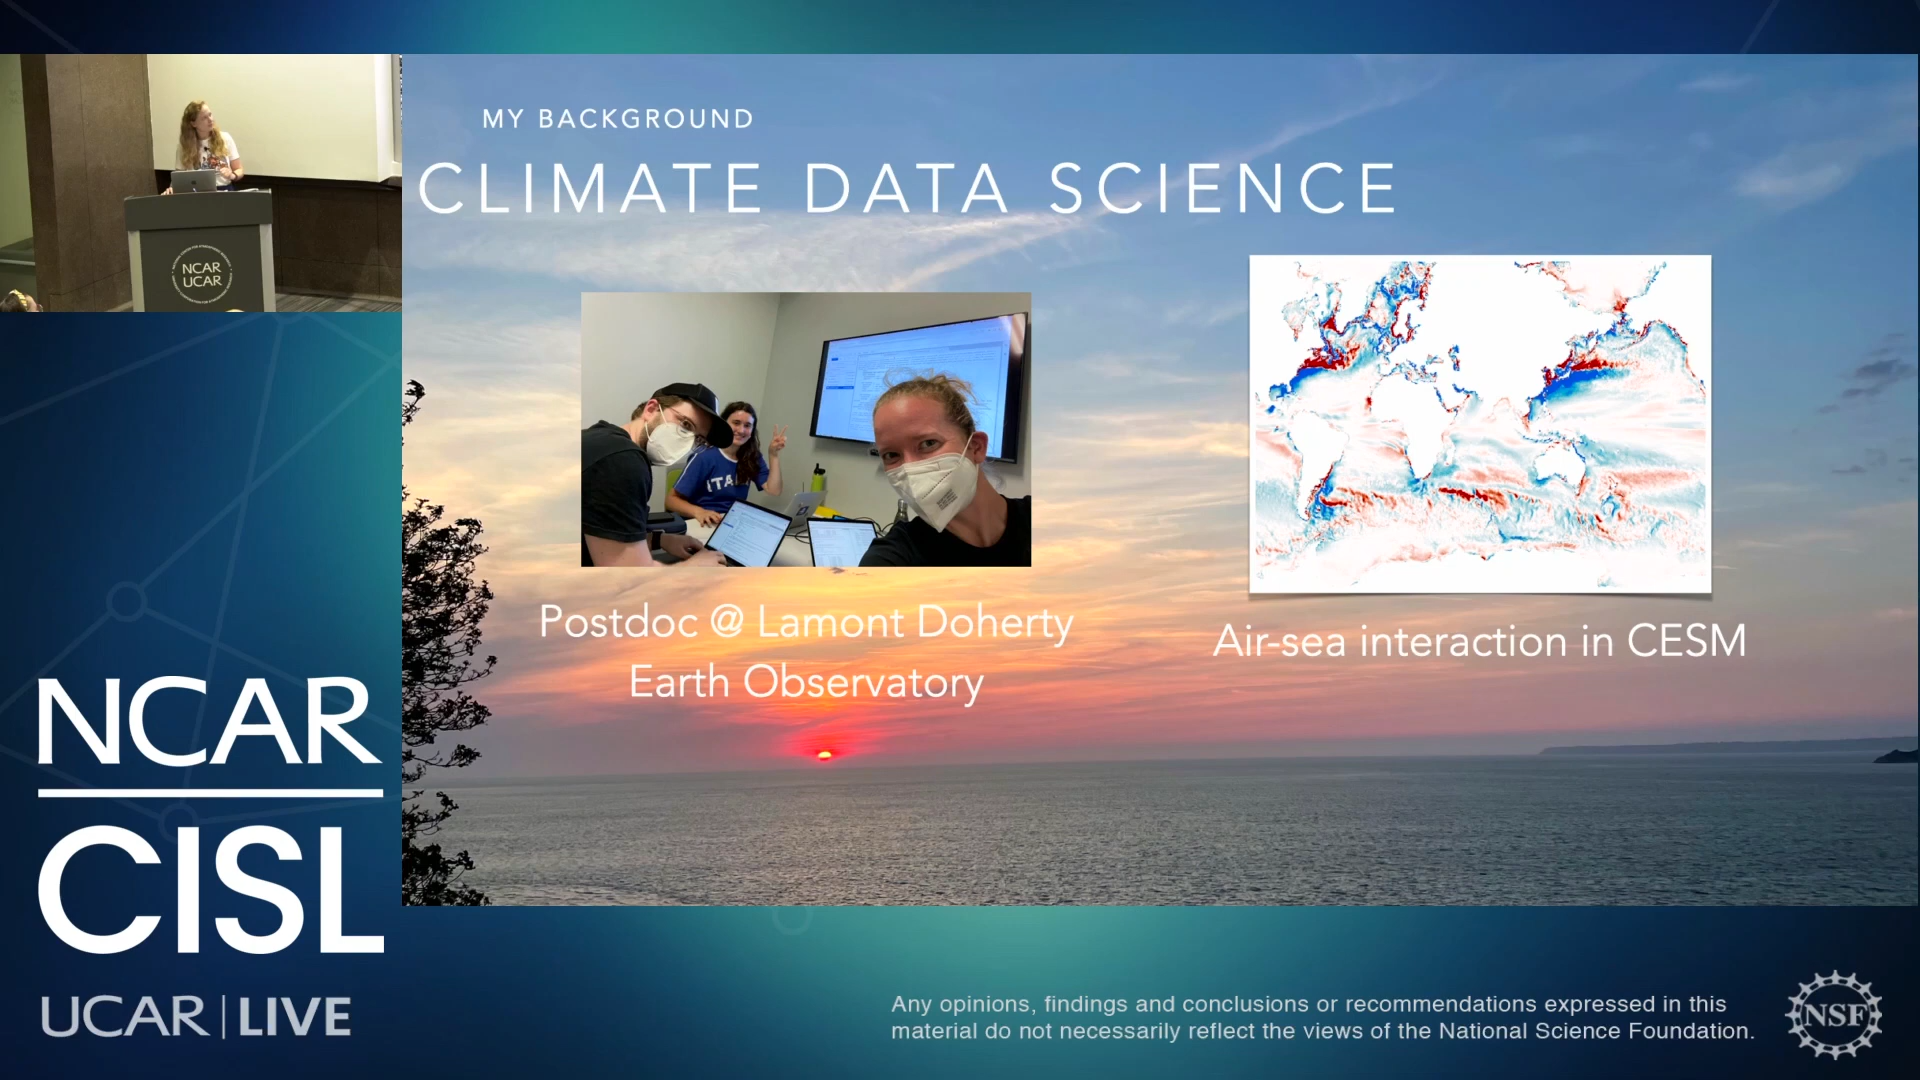 MY BACKGROUND
CLIMATE DATA SCIENCE
NCAR
UCAR
ITA
Postdoc @ Lamont Doherty
Earth Observatory
Air-sea interaction in CESM
NCAR
CISL
UCAR | LIVE
Any opinions, findings and conclusions or recommendations expressed in this
material do not necessarily reflect the views of the National Science Foundation.
NSF